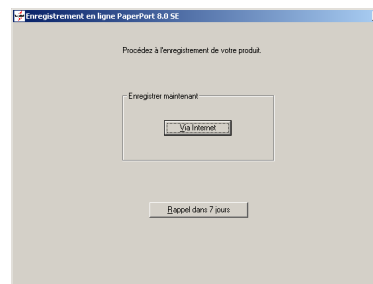 Enregistrement en ligne PaperPort 8.0 SE
Procédez à l'enregistrement de votre produit.
Enregistrer maintenant
Via Internet
Rappel dans 7 jours